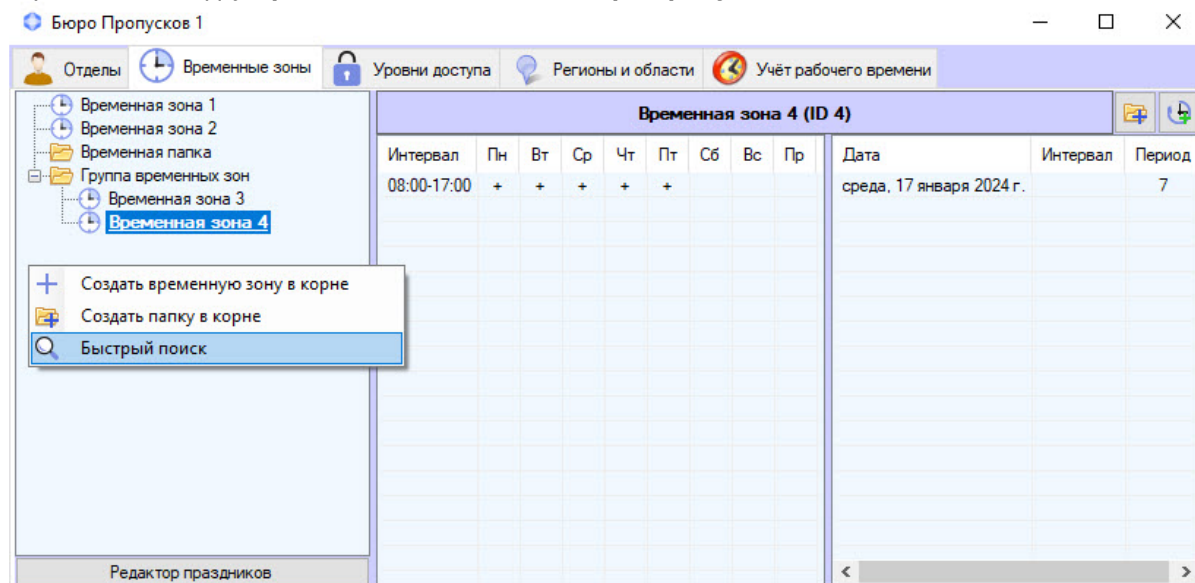 Бюро Пропусков 1
Отделы Временные зоны Уровни доступа Регионы и области Учёт рабочего времени
Временная зона 1
Временная зона 2
Временная папка
Группа временных зон
Временная зона 3
Временная зона 4
Создать временную зону в корне
Создать папку в корне
Быстрый поиск
Редактор праздников
Временная зона 4 (ID 4)
Интервал Пн Вт Ср Чт Пт Сб Вс Пр
08:00-17:00 + + + + +
Дата Интервал Период
среда, 17 января 2024 г. 7